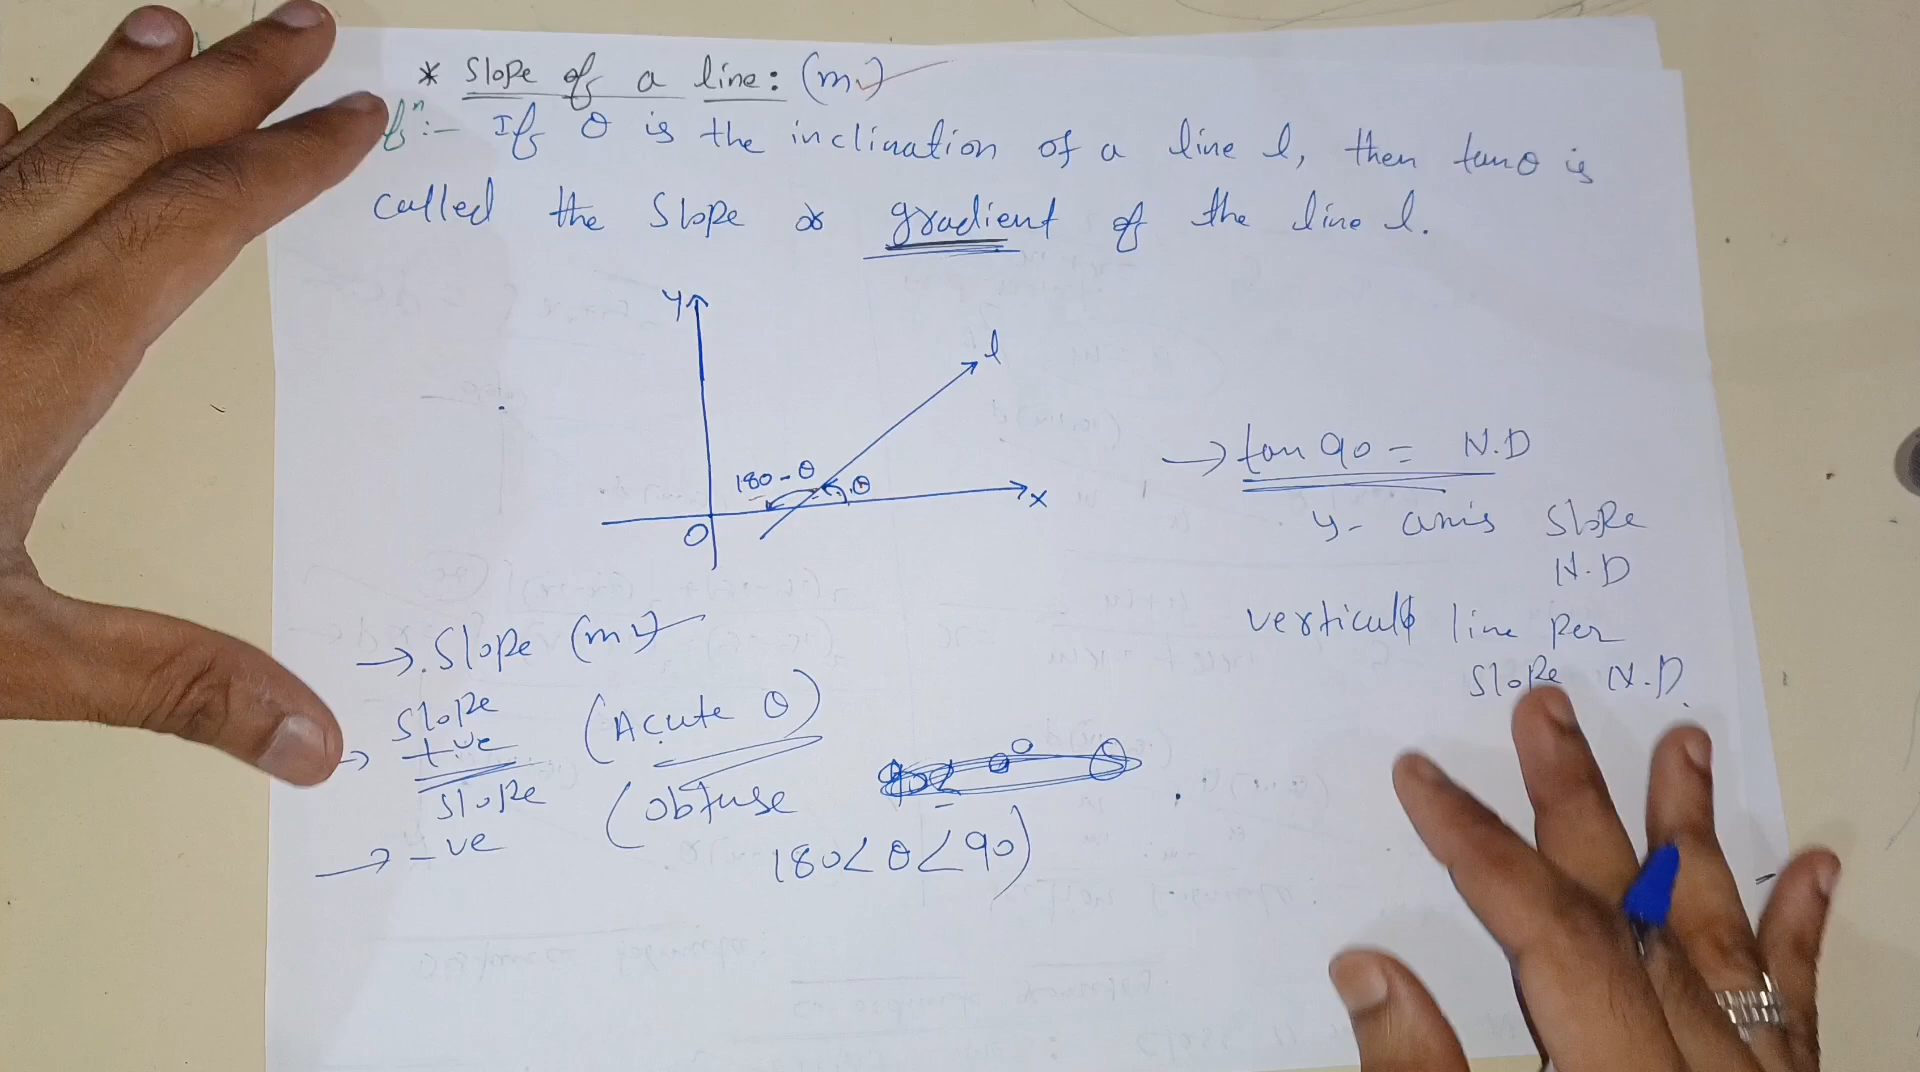 * Slope of a line: (m)
fⁿ:- If θ is the inclination of a line l, then tanθ is
called the Slope or gradient of the line l.
y
l
180-θ
θ
x
O
→ tan 90 = N.D
y-axis Slope
N.D
vertical line per
Slope N.D.
→ Slope (m)
→ Slope +ve (Acute θ)
→ Slope -ve (obtuse
180<θ<90)